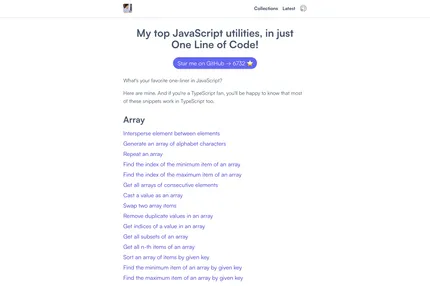 Collections Latest
My top JavaScript utilities, in just
One Line of Code!
Star me on GitHub → 6732 ⭐
What's your favorite one-liner in JavaScript?
Here are mine. And if you're a TypeScript fan, you'll be happy to know that most
of these snippets work in TypeScript too.
Array
Intersperse element between elements
Generate an array of alphabet characters
Repeat an array
Find the index of the minimum item of an array
Find the index of the maximum item of an array
Get all arrays of consecutive elements
Cast a value as an array
Swap two array items
Remove duplicate values in an array
Get indices of a value in an array
Get all subsets of an array
Get all n-th items of an array
Sort an array of items by given key
Find the minimum item of an array by given key
Find the maximum item of an array by given key